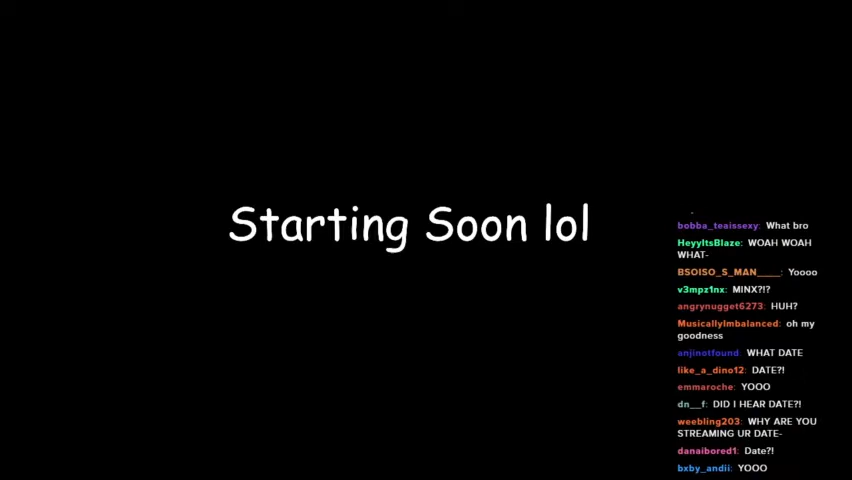 Starting Soon lol
bobba_teaissexy: What bro
HeyyItsBlaze: WOAH WOAH
WHAT-
BSOISO_S_MAN____: Yoooo
v3mpz1nx: MINX?!?
angrynugget6273: HUH?
MusicallyImbalanced: oh my
goodness
anjinotfound: WHAT DATE
like_a_dino12: DATE?!
emmaroche: YOOO
dn__f: DID I HEAR DATE?!
weebling203: WHY ARE YOU
STREAMING UR DATE-
danaibored1: Date?!
bxby_andii: YOOO